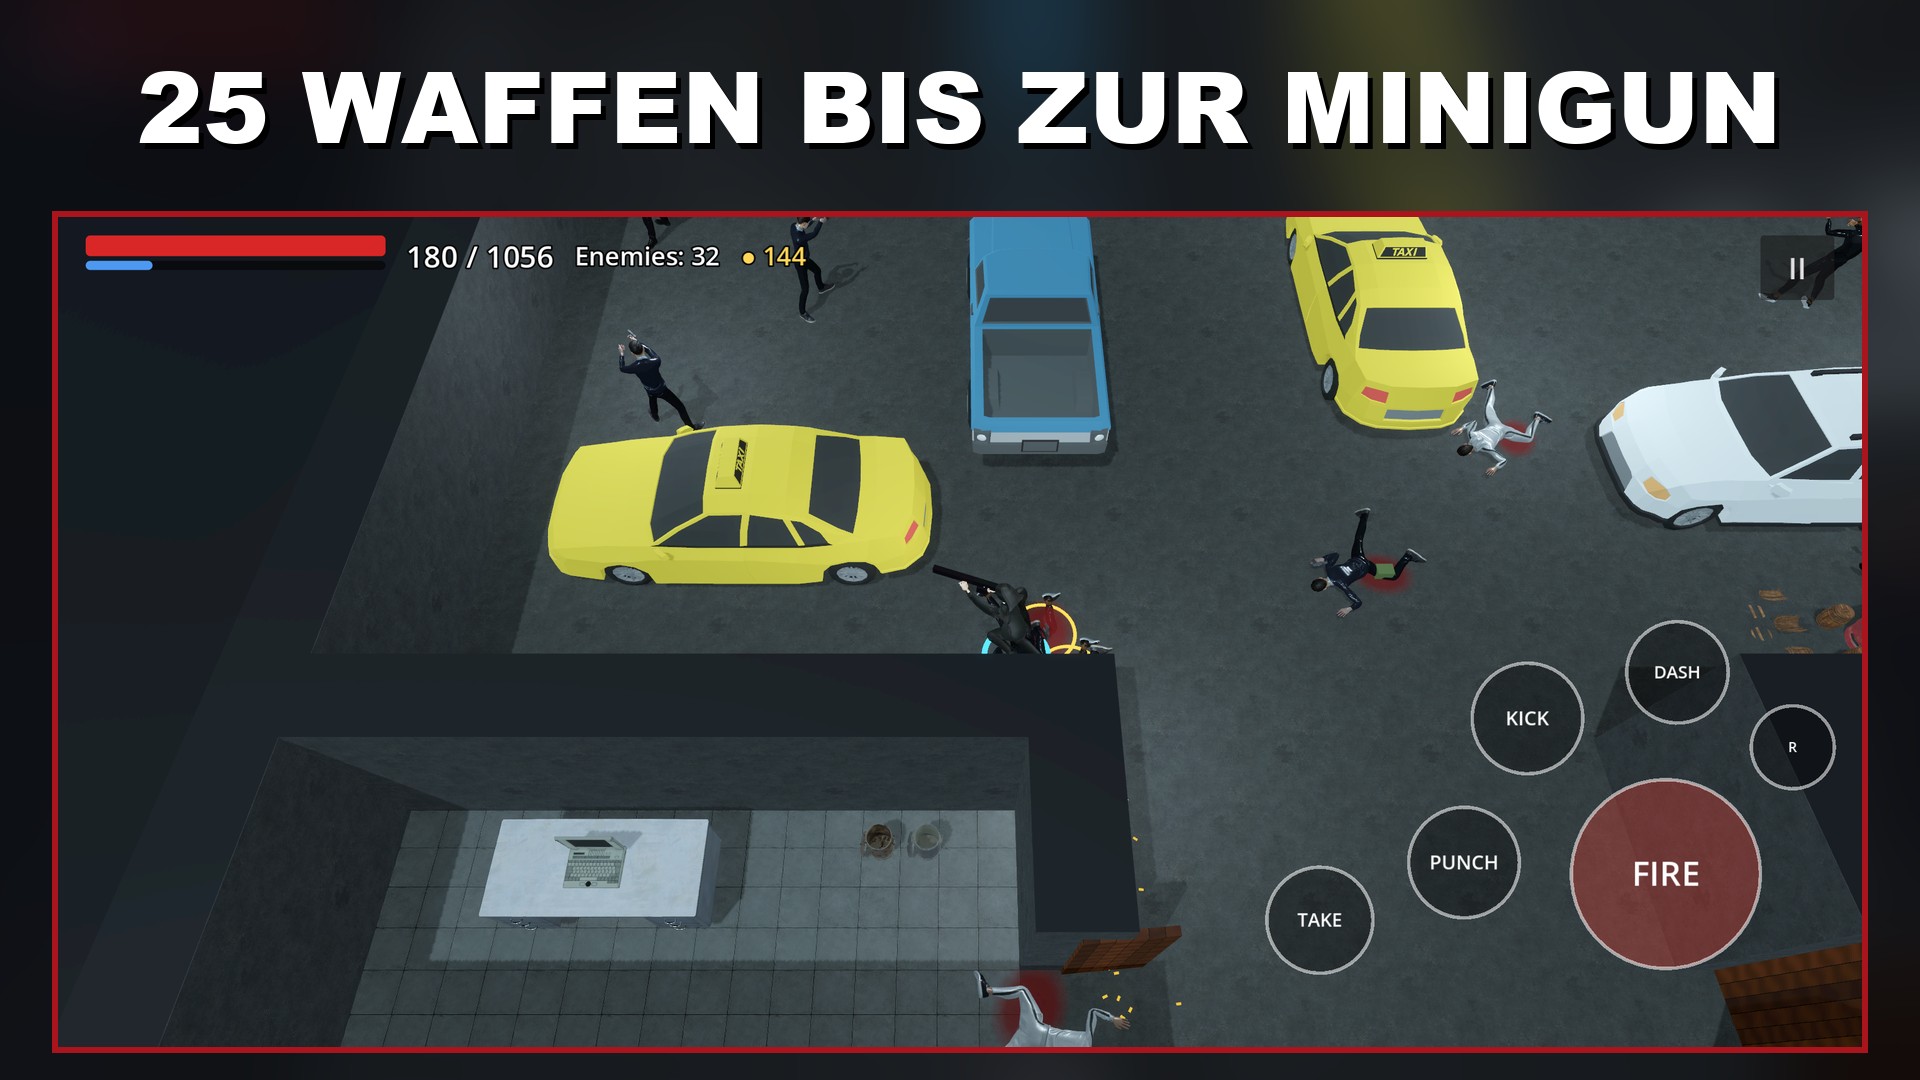 25 WAFFEN BIS ZUR MINIGUN
180 / 1056 Enemies: 32 144
TAXI
TAXI
DASH
KICK
R
PUNCH
FIRE
TAKE